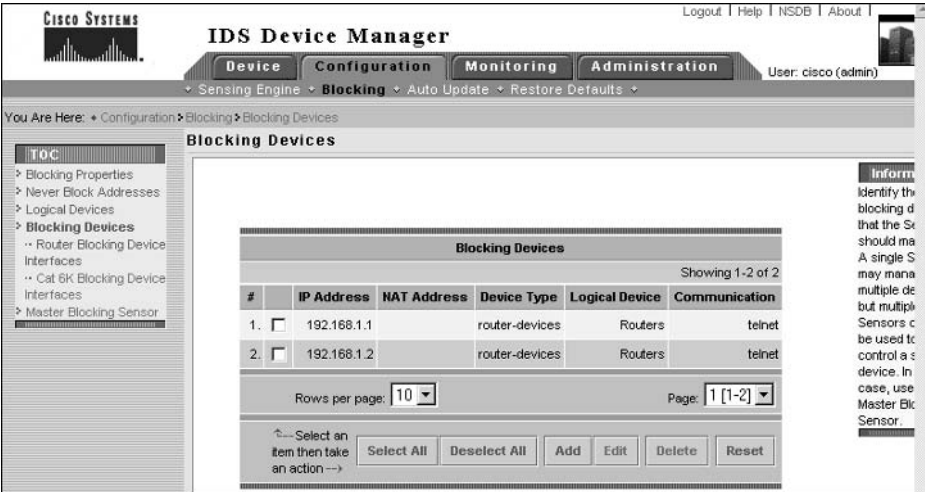 CISCO SYSTEMS
Logout | Help | NSDB | About |
IDS Device Manager
Device Configuration Monitoring Administration
User: cisco (admin)
Sensing Engine Blocking Auto Update Restore Defaults
You Are Here: Configuration Blocking Blocking Devices
TOC
Blocking Properties
Never Block Addresses
Logical Devices
Blocking Devices
Router Blocking Device
Interfaces
Cat 6K Blocking Device
Interfaces
Master Blocking Sensor
Blocking Devices
Blocking Devices
Showing 1-2 of 2
# IP Address NAT Address Device Type Logical Device Communication
1. 192.168.1.1 router-devices Routers telnet
2. 192.168.1.2 router-devices Routers telnet
Rows per page: 10 Page: 1 [1-2]
Select an
item then take
an action -->
Select All Deselect All Add Edit Delete Reset
Inform
Identify th
blocking d
that the Se
should ma
A single S
may mana
multiple de
but multipl
Sensors c
be used to
control a s
device. In
case, use
Master Blo
Sensor.